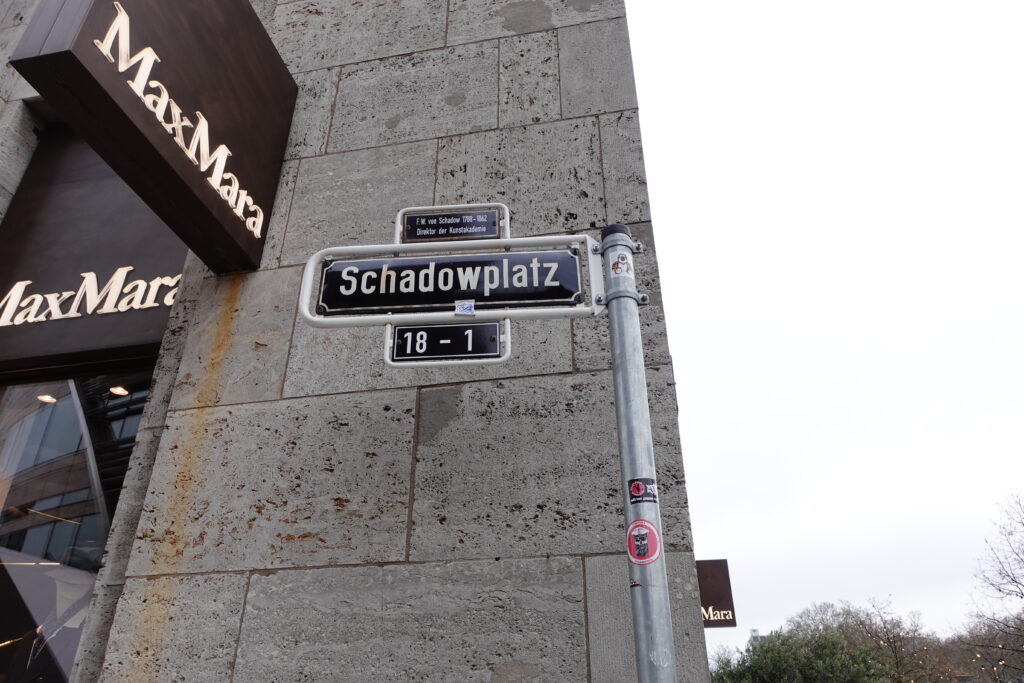 MaxMara
MaxMara
F. W. von Schadow 1788-1862
Direktor der Kunstakademie
Schadowplatz
18 - 1
Mara